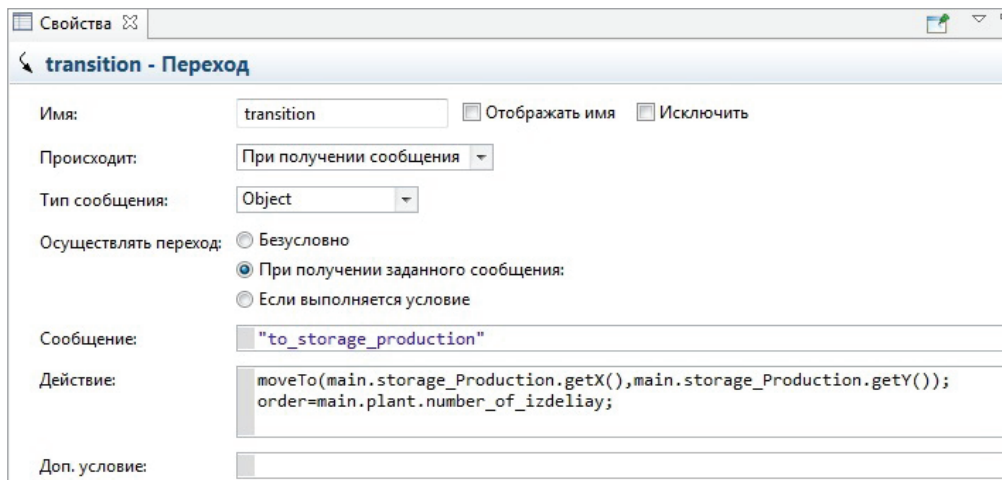 Свойства
transition - Переход
Имя: transition Отображать имя Исключить
Происходит: При получении сообщения
Тип сообщения: Object
Осуществлять переход: Безусловно
При получении заданного сообщения:
Если выполняется условие
Сообщение: "to_storage_production"
Действие: moveTo(main.storage_Production.getX(),main.storage_Production.getY());
order=main.plant.number_of_izdeliay;
Доп. условие: